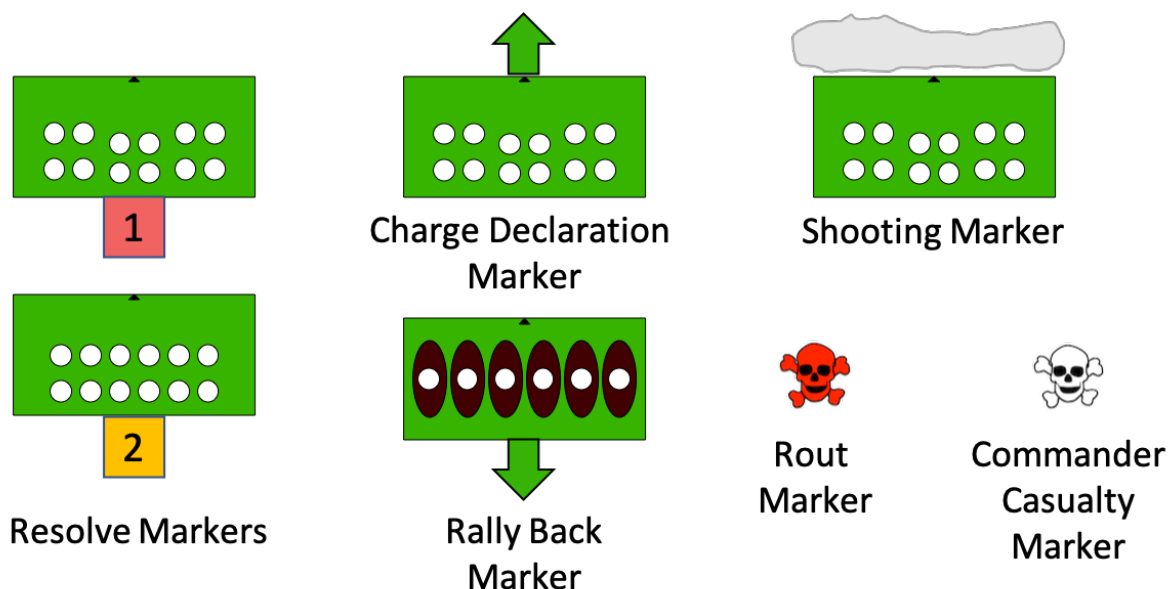 1
Charge Declaration
Marker
Shooting Marker
2
Resolve Markers
Rally Back
Marker
Rout
Marker
Commander
Casualty
Marker